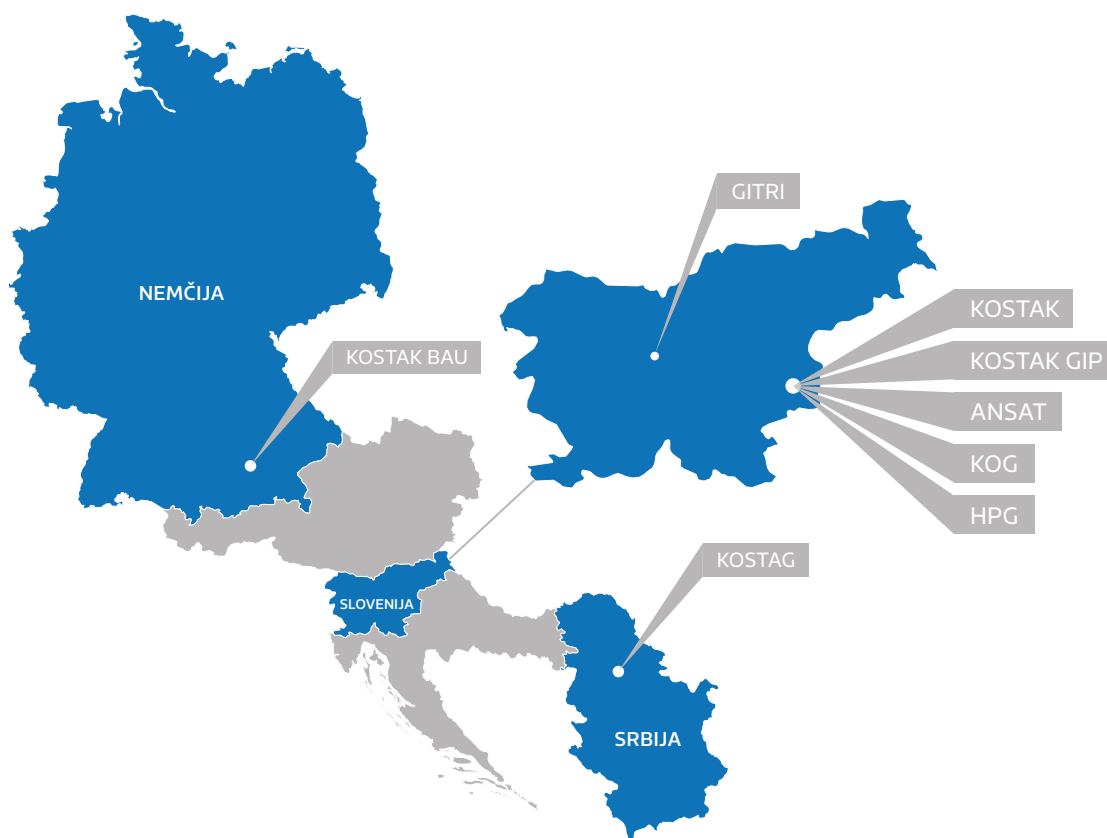 GITRI
NEMČIJA
KOSTAK
KOSTAK BAU
KOSTAK GIP
ANSAT
KOG
HPG
KOSTAG
SLOVENIJA
SRBIJA